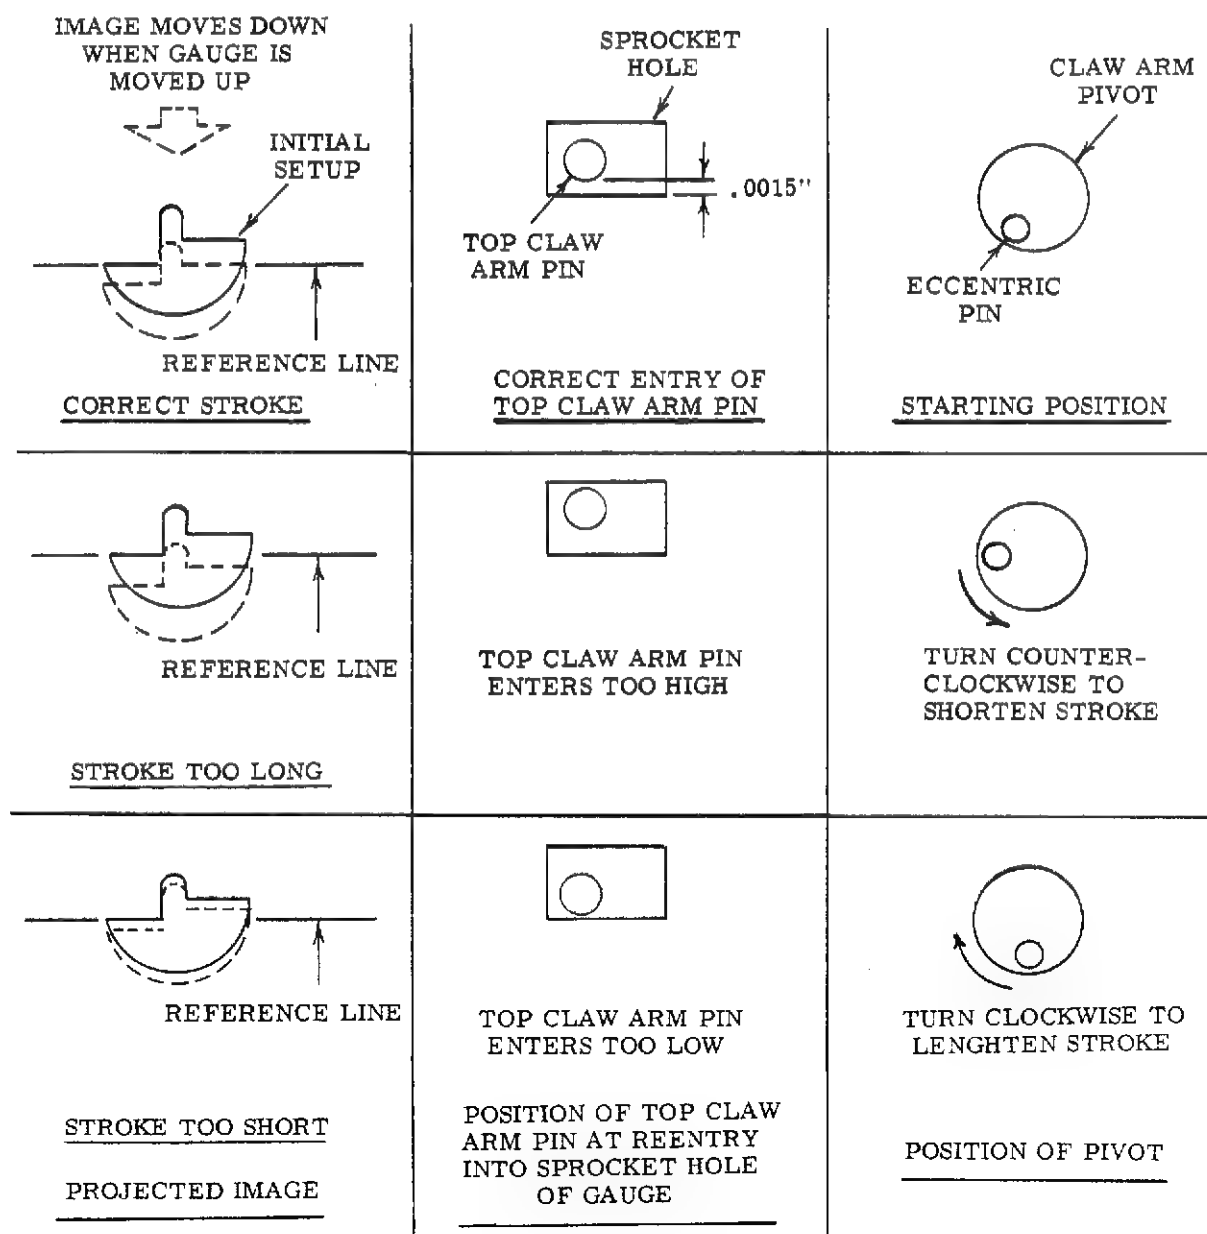 IMAGE MOVES DOWN
WHEN GAUGE IS
MOVED UP
INITIAL
SETUP
REFERENCE LINE
CORRECT STROKE
SPROCKET
HOLE
.0015"
TOP CLAW
ARM PIN
CORRECT ENTRY OF
TOP CLAW ARM PIN
CLAW ARM
PIVOT
ECCENTRIC
PIN
STARTING POSITION
REFERENCE LINE
STROKE TOO LONG
TOP CLAW ARM PIN
ENTERS TOO HIGH
TURN COUNTER-
CLOCKWISE TO
SHORTEN STROKE
REFERENCE LINE
STROKE TOO SHORT
PROJECTED IMAGE
TOP CLAW ARM PIN
ENTERS TOO LOW
POSITION OF TOP CLAW
ARM PIN AT REENTRY
INTO SPROCKET HOLE
OF GAUGE
TURN CLOCKWISE TO
LENGHTEN STROKE
POSITION OF PIVOT